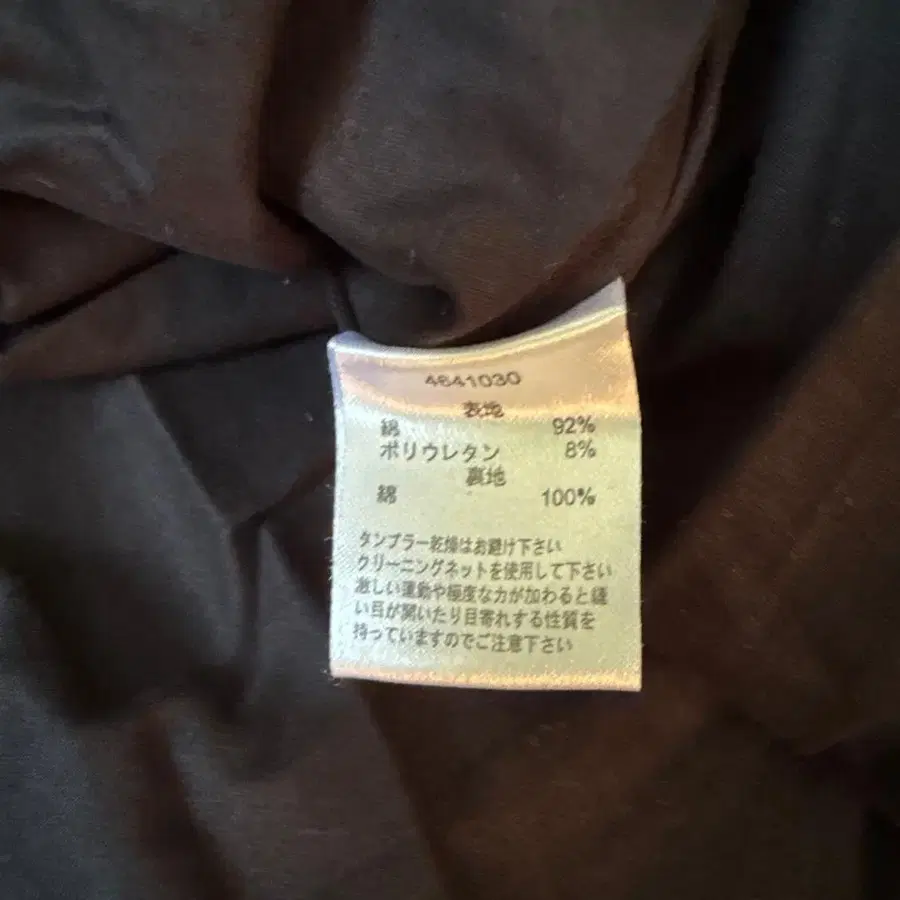 4641030
表地
綿 92%
ポリウレタン 8%
裏地
綿 100%
タンブラー乾燥はお避け下さい
クリーニングネットを使用して下さい
激しい運動や極度な力が加わると縫
い目が開いたり目寄れする性質を
持っていますのでご注意下さい